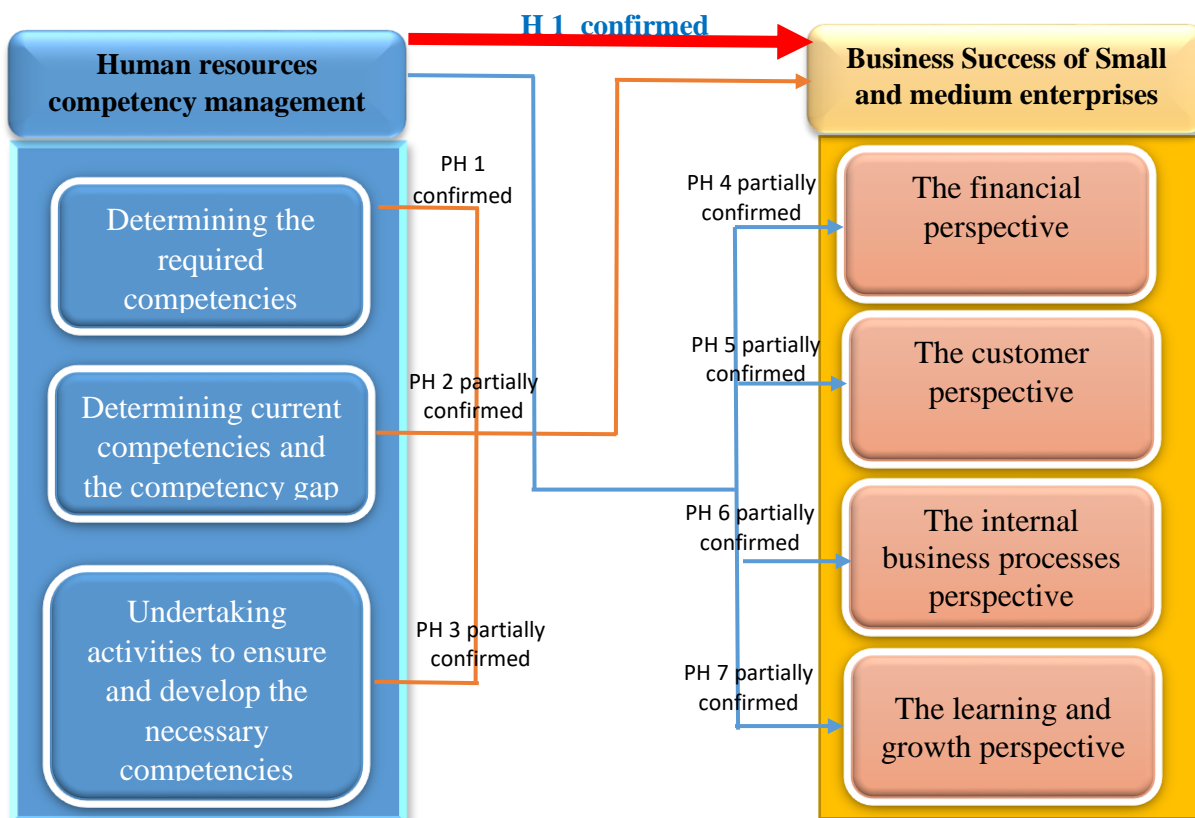 H 1 confirmed
Human resources
competency management
Business Success of Small
and medium enterprises
PH 1
confirmed
Determining the
required
competencies
PH 2 partially
confirmed
Determining current
competencies and
the competency gap
PH 3 partially
confirmed
Undertaking
activities to ensure
and develop the
necessary
competencies
PH 4 partially
confirmed
The financial
perspective
PH 5 partially
confirmed
The customer
perspective
PH 6 partially
confirmed
The internal
business processes
perspective
PH 7 partially
confirmed
The learning and
growth perspective